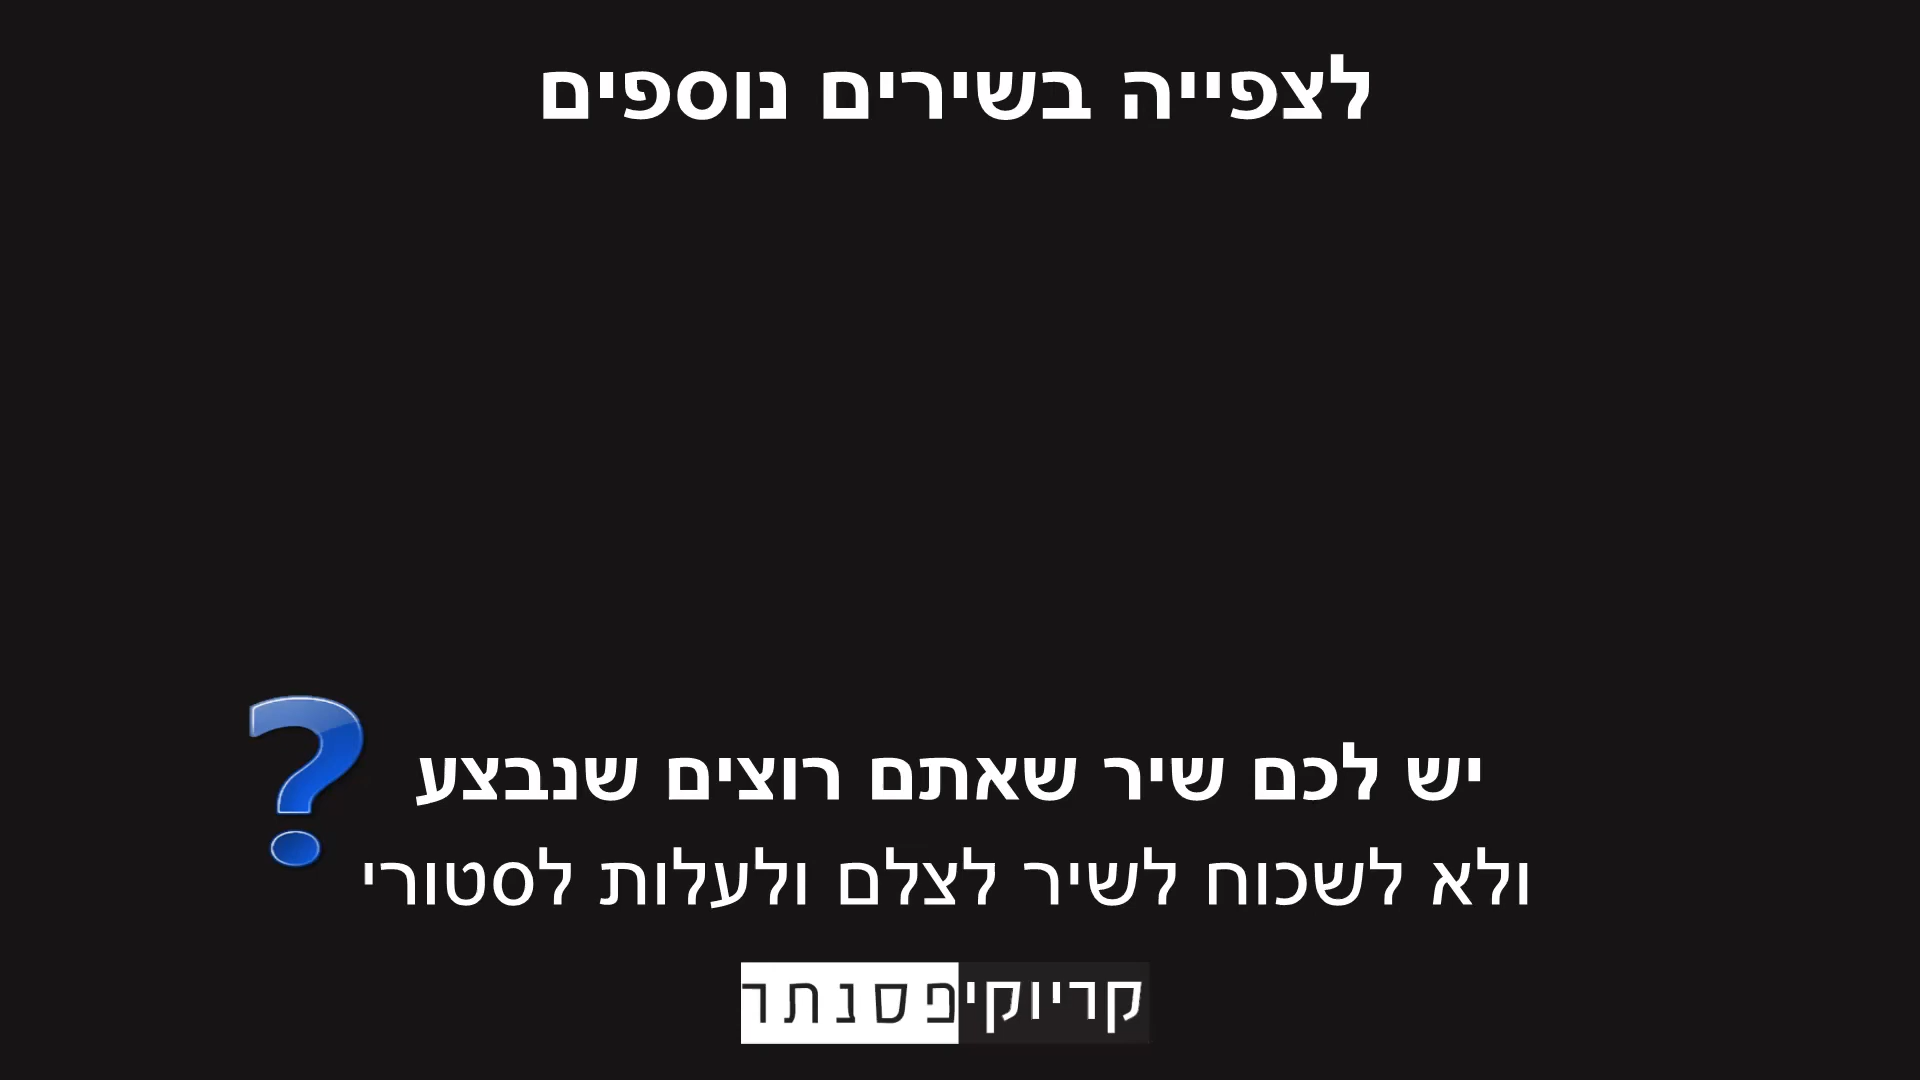 לצפייה בשירים נוספים
יש לכם שיר שאתם רוצים שנבצע?
ולא לשכוח לשיר לצלם ולעלות לסטורי
קריוקיפסנתר